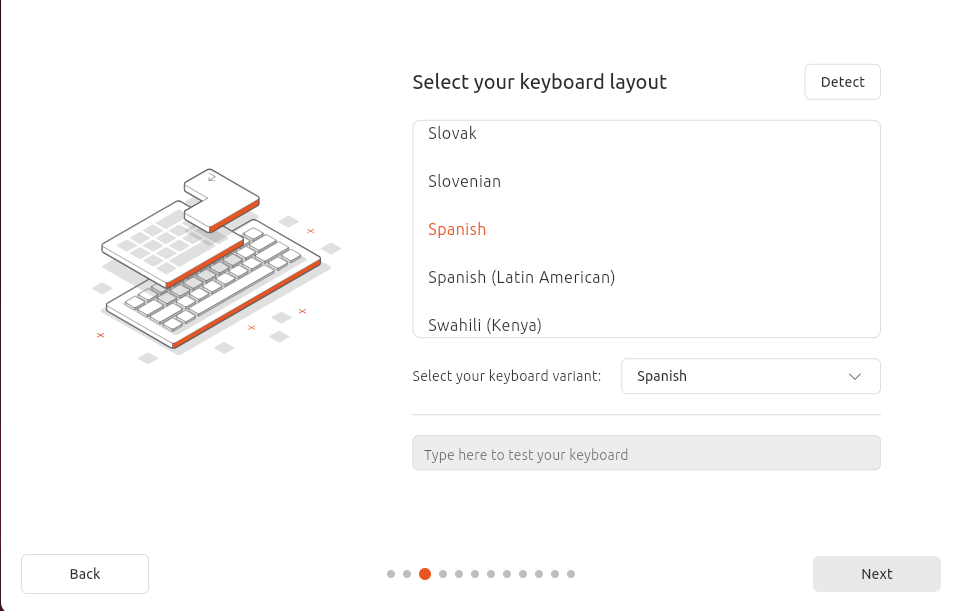 Select your keyboard layout
Detect
Slovak
Slovenian
Spanish
Spanish (Latin American)
Swahili (Kenya)
Select your keyboard variant:
Spanish
Type here to test your keyboard
Back
Next